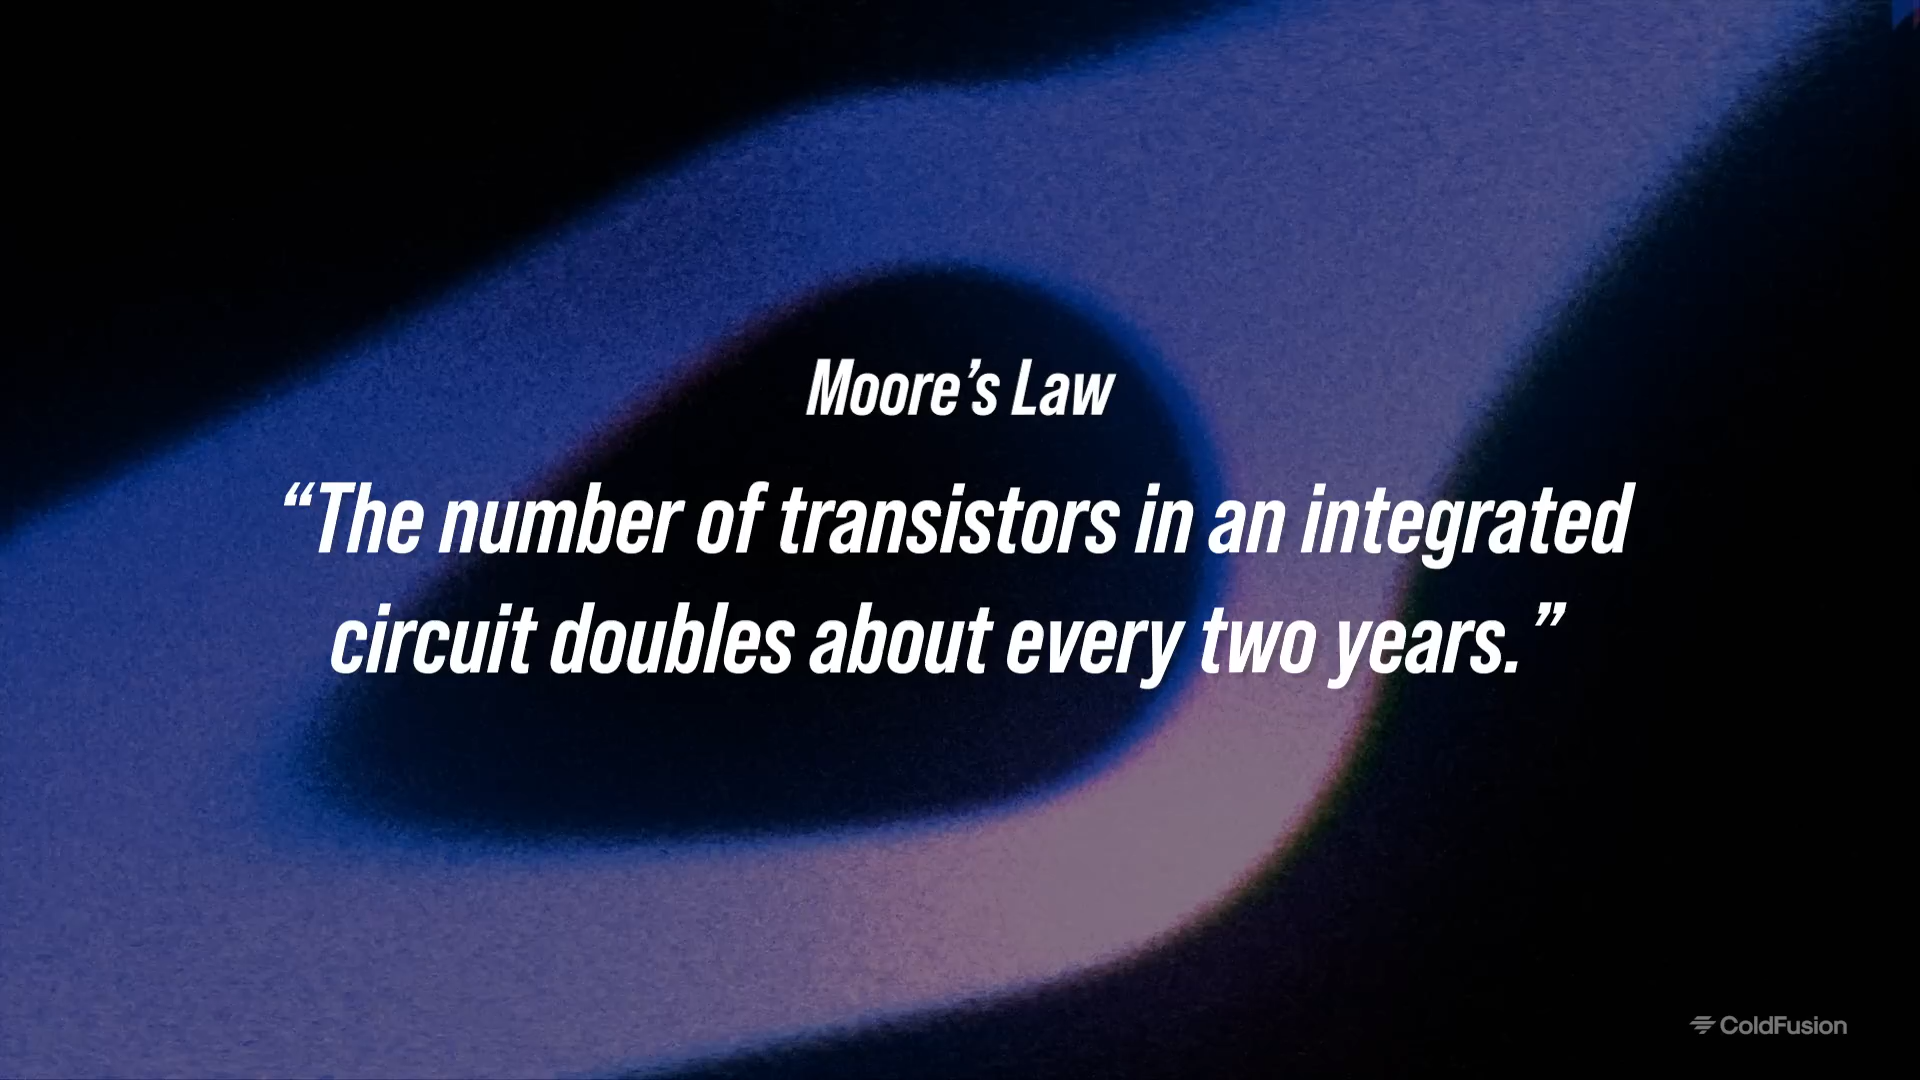 Moore’s Law
“The number of transistors in an integrated
circuit doubles about every two years.”
ColdFusion